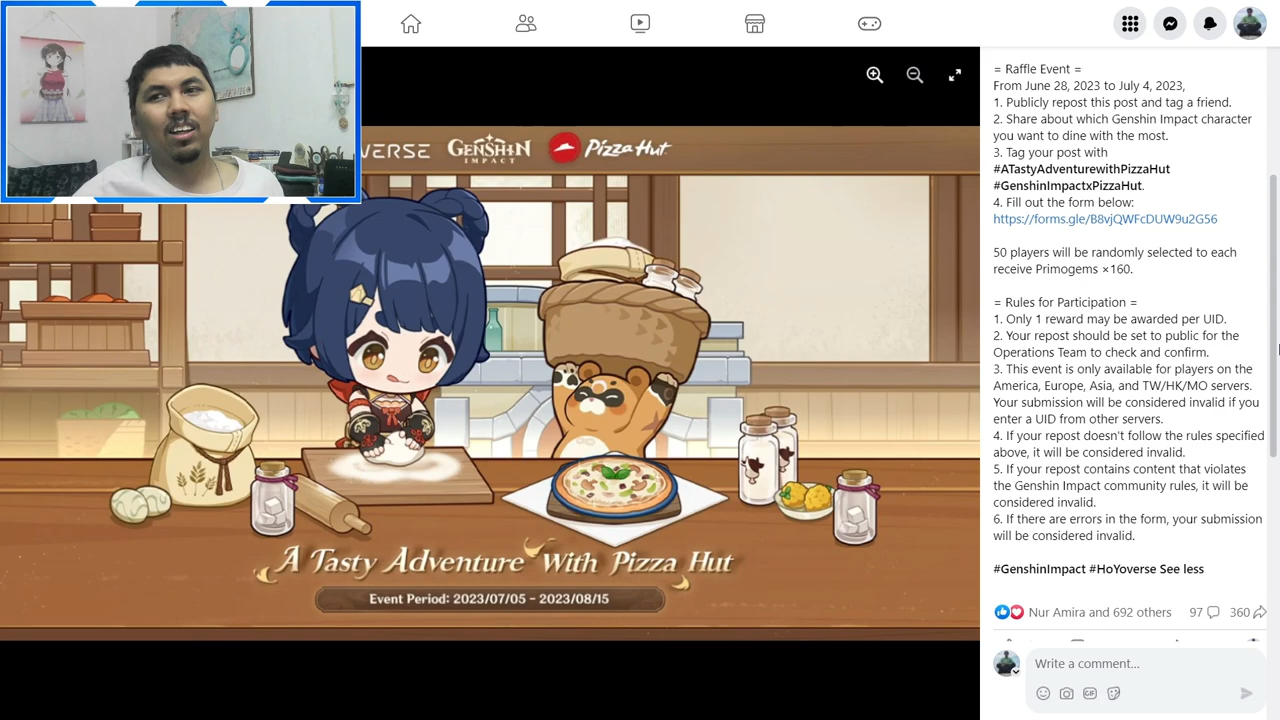 VERSE GENSHIN IMPACT Pizza Hut
A Tasty Adventure With Pizza Hut
Event Period: 2023/07/05 – 2023/08/15
= Raffle Event =
From June 28, 2023 to July 4, 2023,
1. Publicly repost this post and tag a friend.
2. Share about which Genshin Impact character
you want to dine with the most.
3. Tag your post with
#ATastyAdventurewithPizzaHut
#GenshinImpactxPizzaHut.
4. Fill out the form below:
https://forms.gle/B8vjQWFcDUW9u2G56
50 players will be randomly selected to each
receive Primogems ×160.
= Rules for Participation =
1. Only 1 reward may be awarded per UID.
2. Your repost should be set to public for the
Operations Team to check and confirm.
3. This event is only available for players on the
America, Europe, Asia, and TW/HK/MO servers.
Your submission will be considered invalid if you
enter a UID from other servers.
4. If your repost doesn't follow the rules specified
above, it will be considered invalid.
5. If your repost contains content that violates
the Genshin Impact community rules, it will be
considered invalid.
6. If there are errors in the form, your submission
will be considered invalid.
#GenshinImpact #HoYoverse See less
Nur Amira and 692 others 97 360
Write a comment...
GIF